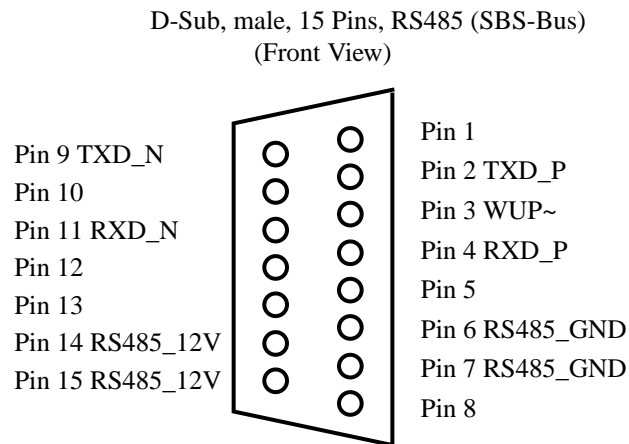 D-Sub, male, 15 Pins, RS485 (SBS-Bus)
(Front View)
Pin 9 TXD_N
Pin 10
Pin 11 RXD_N
Pin 12
Pin 13
Pin 14 RS485_12V
Pin 15 RS485_12V
Pin 1
Pin 2 TXD_P
Pin 3 WUP~
Pin 4 RXD_P
Pin 5
Pin 6 RS485_GND
Pin 7 RS485_GND
Pin 8